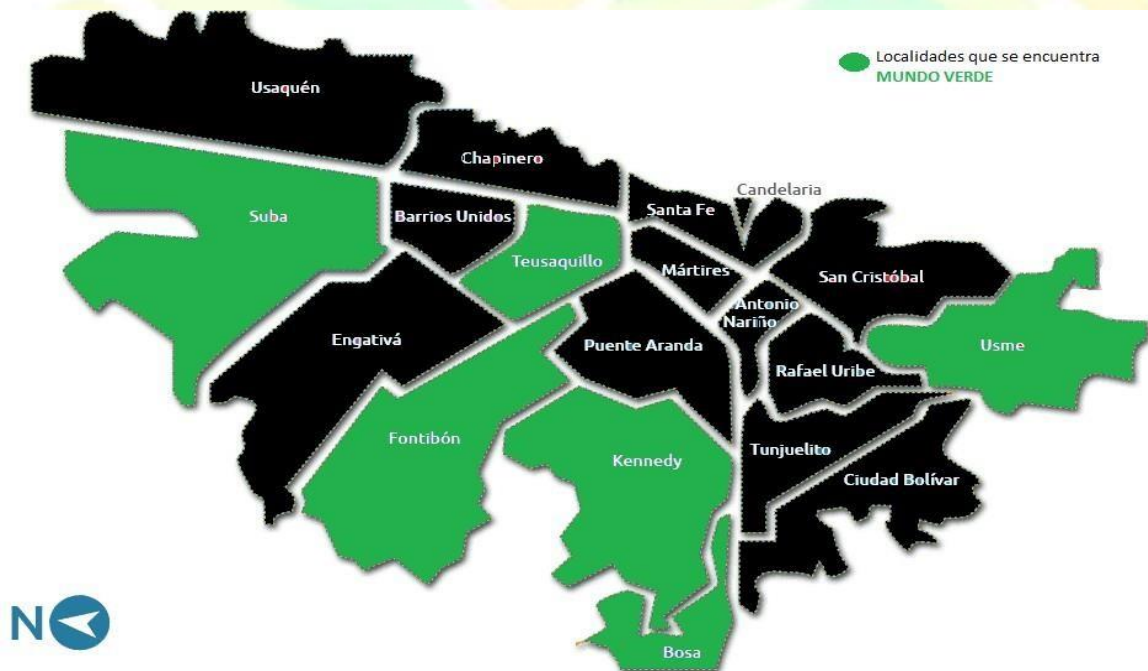 Localidades que se encuentra
MUNDO VERDE
Usaquén
Chapinero
Candelaria
Santa Fe
Suba
Barrios Unidos
Teusaquillo
Mártires
San Cristóbal
Antonio
Nariño
Engativá
Puente Aranda
Usme
Rafael Uribe
Fontibón
Kennedy
Tunjuelito
Ciudad Bolívar
N
Bosa